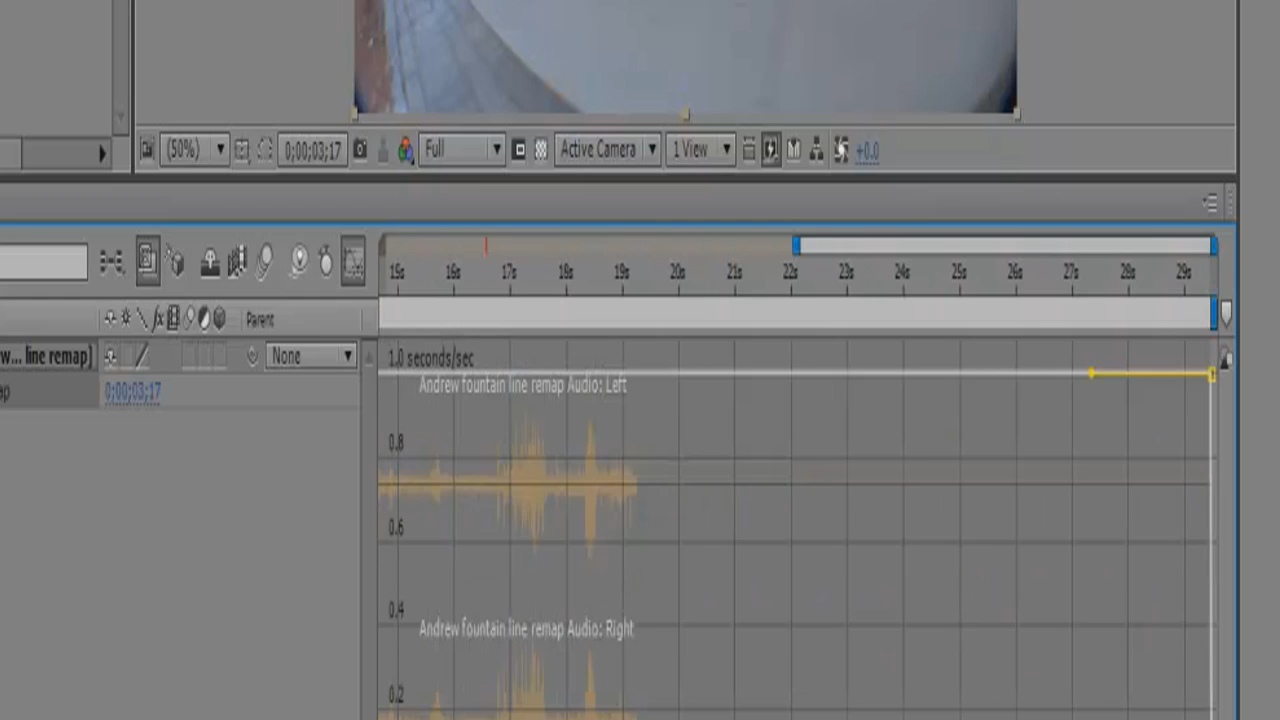 (50%) 0;00;03;17 Full Active Camera 1 View +0.0
15s 16s 17s 18s 19s 20s 21s 22s 23s 24s 25s 26s 27s 28s 29s
fx Parent
w... line remap] None
1.0 seconds/sec
Andrew fountain line remap Audio: Left
ap 0;00;03;17
0.8
0.6
0.4
Andrew fountain line remap Audio: Right
0.2